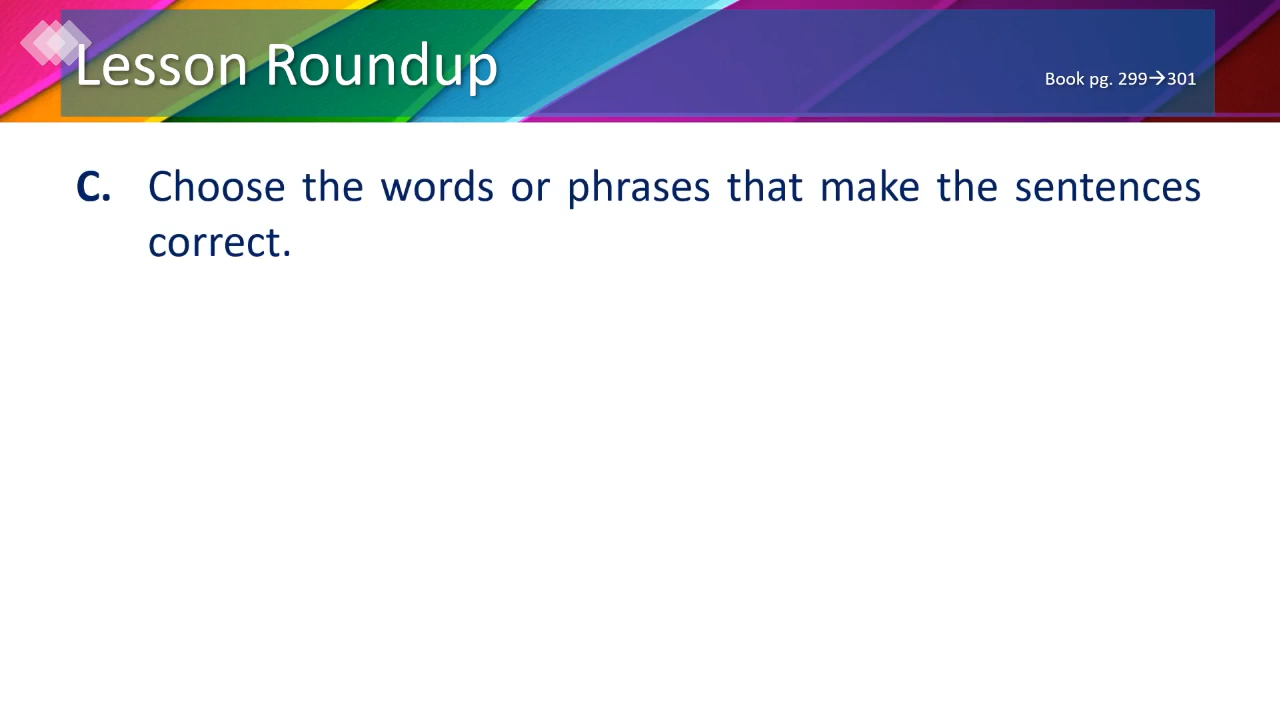 Lesson Roundup
Book pg. 299→301
C. Choose the words or phrases that make the sentences
correct.